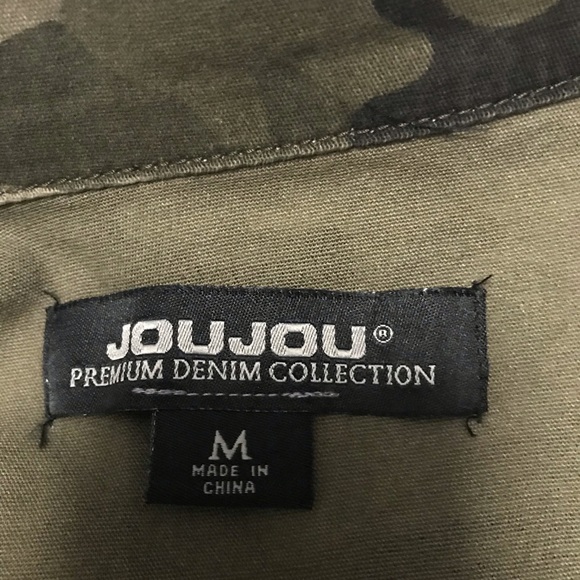 JOUJOU®
PREMIUM DENIM COLLECTION
M
MADE IN
CHINA